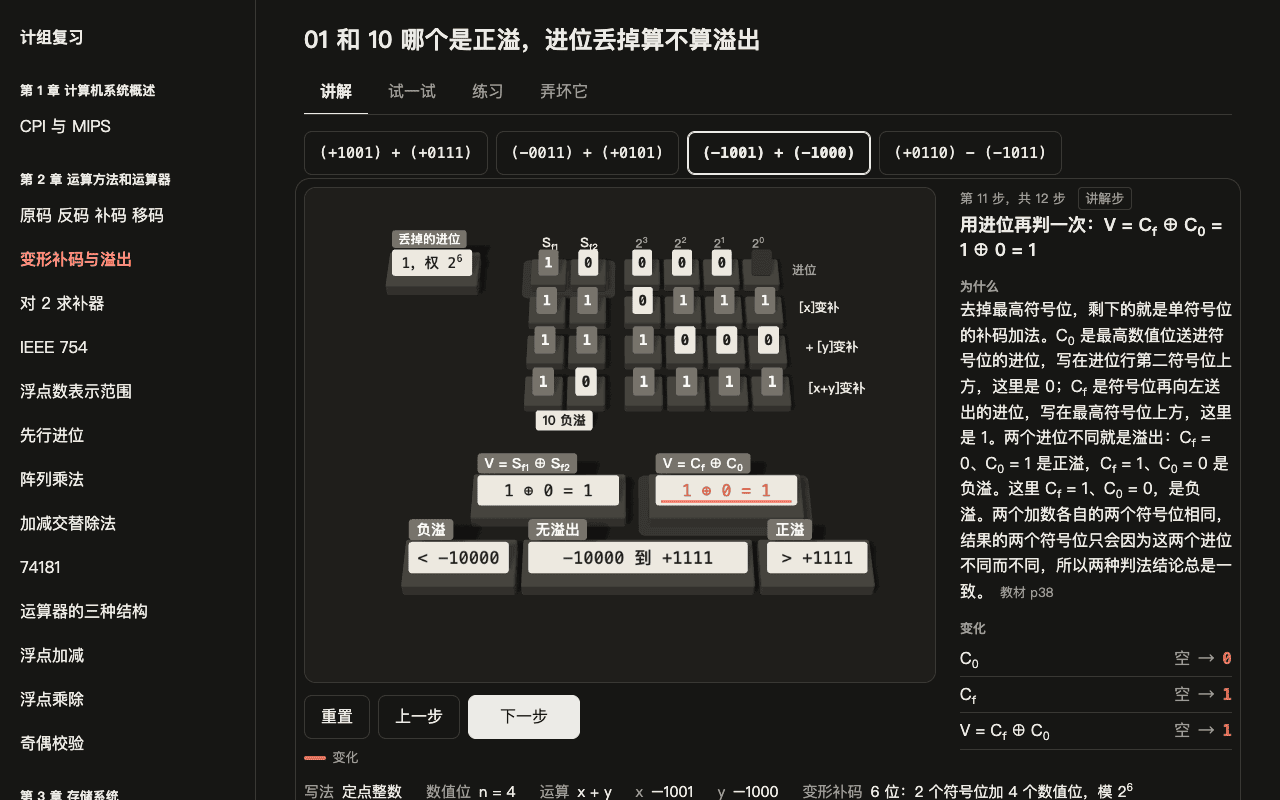 计组复习
第 1 章 计算机系统概述
CPI 与 MIPS
第 2 章 运算方法和运算器
原码 反码 补码 移码
变形补码与溢出
对 2 求补器
IEEE 754
浮点数表示范围
先行进位
阵列乘法
加减交替除法
74181
运算器的三种结构
浮点加减
浮点乘除
奇偶校验
第 3 章 存储系统
01 和 10 哪个是正溢，进位丢掉算不算溢出
讲解 试一试 练习 弄坏它
(+1001) + (+0111) (−0011) + (+0101) (−1001) + (−1000) (+0110) − (−1011)
丢掉的进位
1，权 2⁶
Sf1 Sf2 2³ 2² 2¹ 2⁰
1 0 0 0 0 进位
1 1 0 1 1 1 [x]变补
1 1 1 0 0 0 + [y]变补
1 0 1 1 1 1 [x+y]变补
10 负溢
V = Sf1 ⊕ Sf2 V = Cf ⊕ C0
1 ⊕ 0 = 1 1 ⊕ 0 = 1
负溢 无溢出 正溢
< −10000 −10000 到 +1111 > +1111
重置 上一步 下一步
变化
第 11 步，共 12 步 讲解步
用进位再判一次：V = Cf ⊕ C0 =
1 ⊕ 0 = 1
为什么
去掉最高符号位，剩下的就是单符号位
的补码加法。C0 是最高数值位送进符
号位的进位，写在进位行第二符号位上
方，这里是 0；Cf 是符号位再向左送
出的进位，写在最高符号位上方，这里
是 1。两个进位不同就是溢出：Cf =
0、C0 = 1 是正溢，Cf = 1、C0 = 0 是
负溢。这里 Cf = 1、C0 = 0，是负
溢。两个加数各自的两个符号位相同，
结果的两个符号位只会因为这两个进位
不同而不同，所以两种判法结论总是一
致。 教材 p38
变化
C0 空 → 0
Cf 空 → 1
V = Cf ⊕ C0 空 → 1
写法 定点整数 数值位 n = 4 运算 x + y x −1001 y −1000 变形补码 6 位：2 个符号位加 4 个数值位，模 2⁶